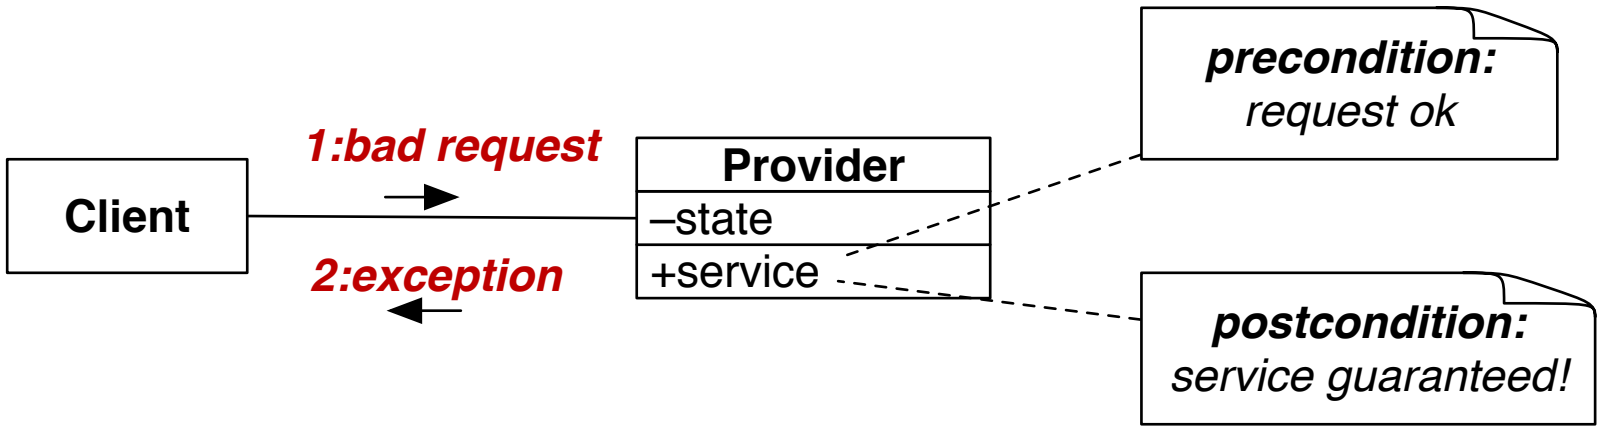 Client
1:bad request
2:exception
Provider
–state
+service
precondition:
request ok
postcondition:
service guaranteed!